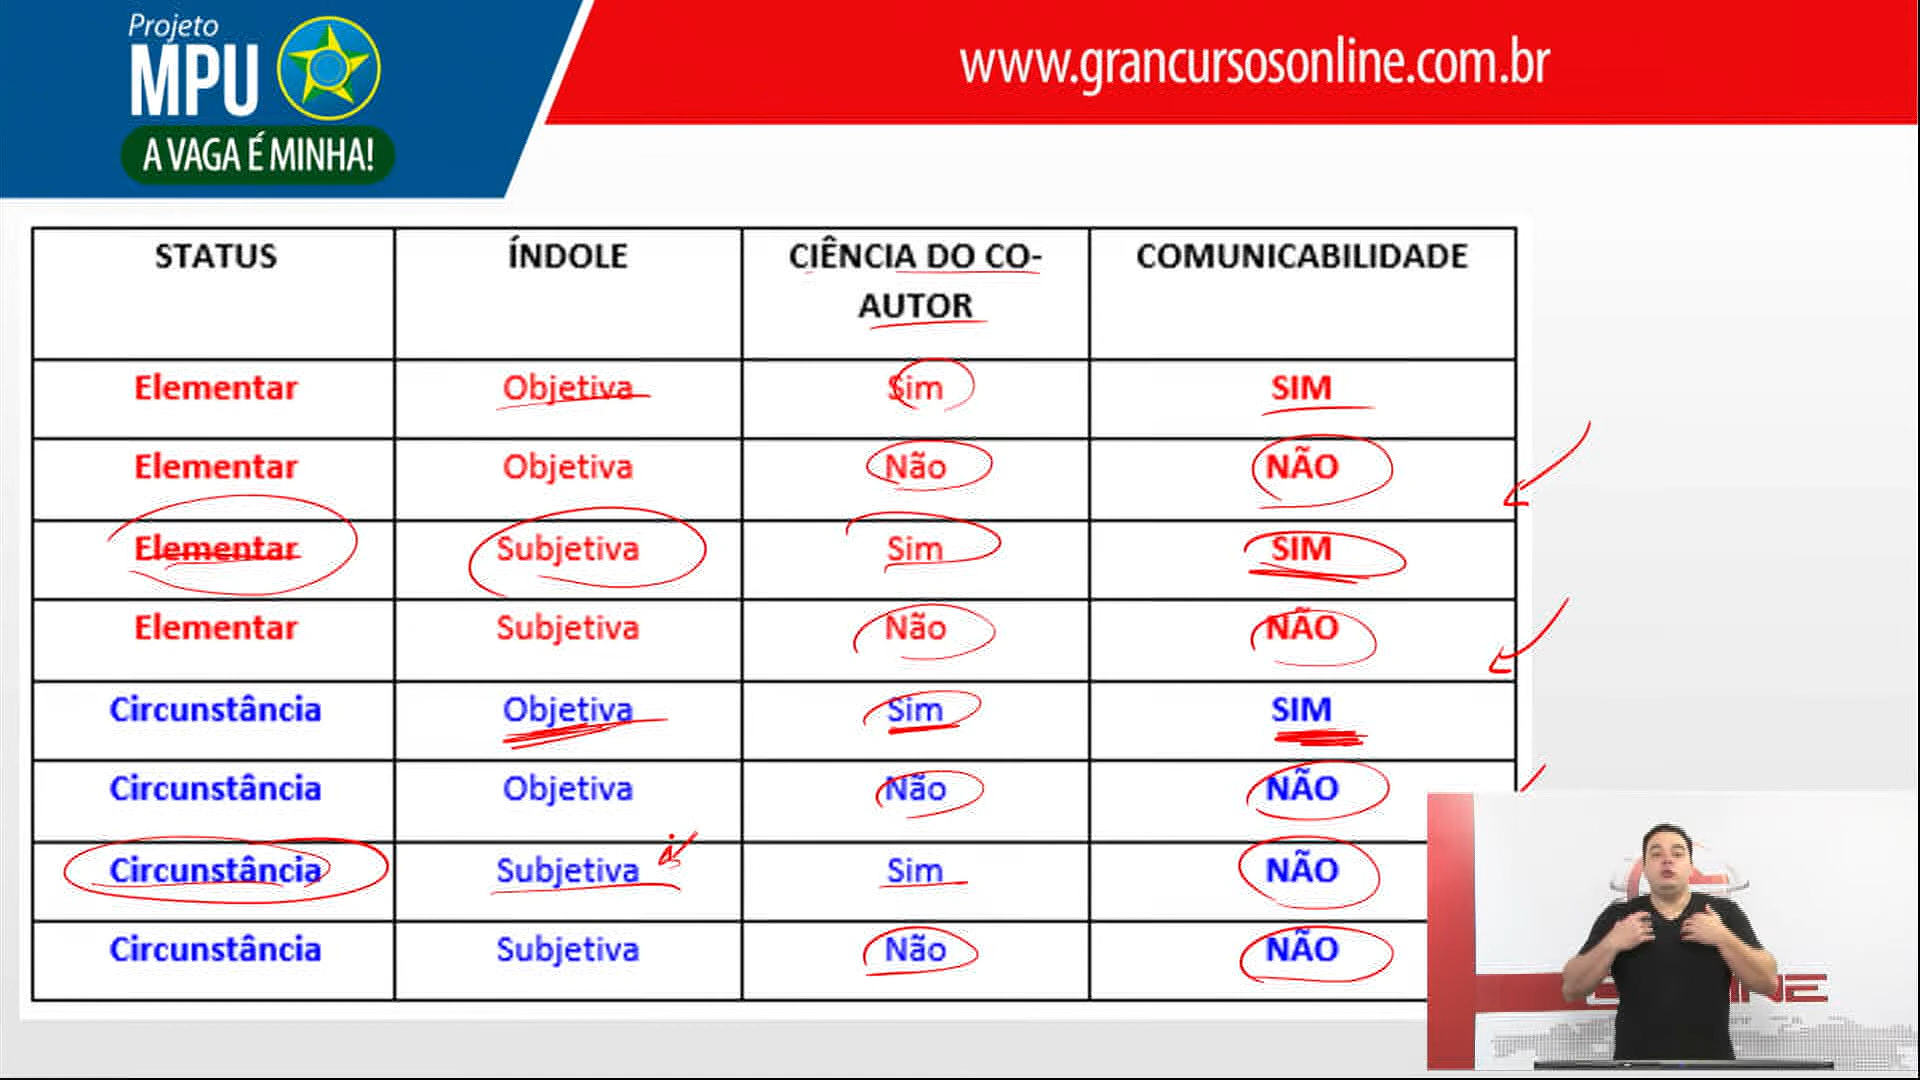 Projeto
MPU
A VAGA É MINHA!
www.grancursosonline.com.br
STATUS ÍNDOLE CIÊNCIA DO CO-AUTOR COMUNICABILIDADE
Elementar Objetiva Sim SIM
Elementar Objetiva Não NÃO
Elementar Subjetiva Sim SIM
Elementar Subjetiva Não NÃO
Circunstância Objetiva Sim SIM
Circunstância Objetiva Não NÃO
Circunstância Subjetiva Sim NÃO
Circunstância Subjetiva Não NÃO